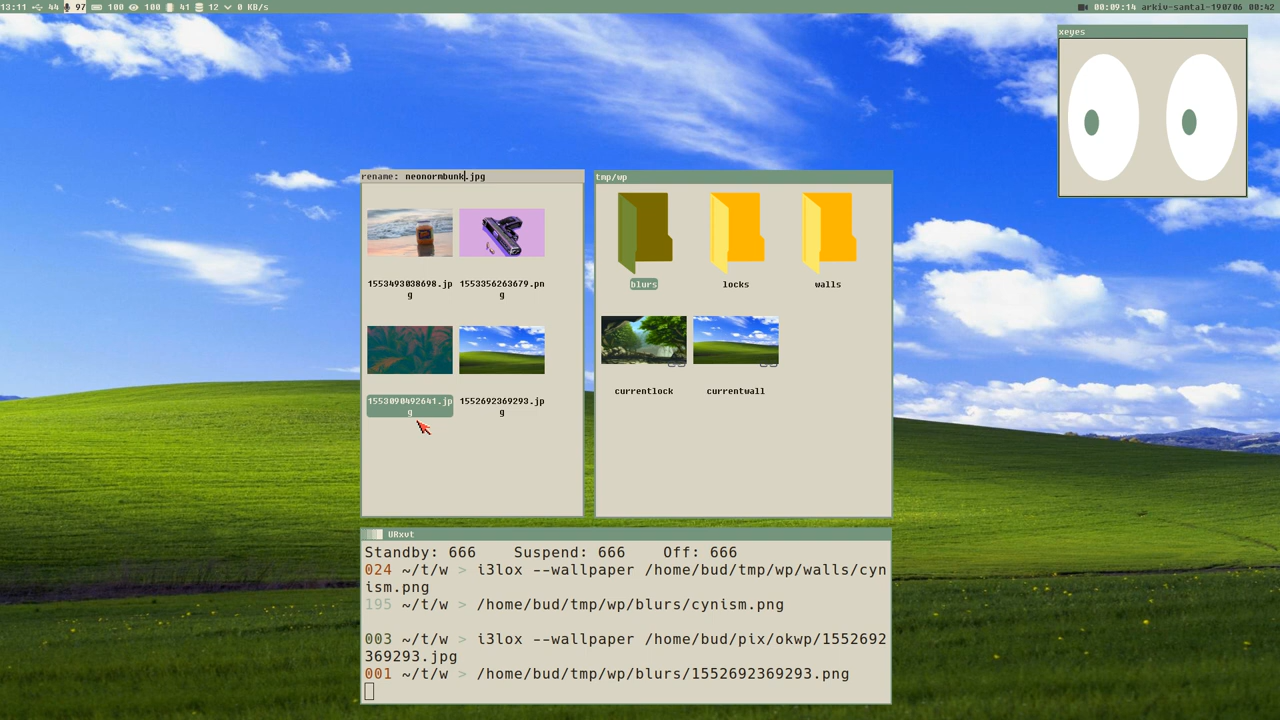 13:11 44 97 100 100 41 12 0 KB/s
00:09:14 arkiv-samtal-190706 00:42
xeyes
rename: neonormbunk.jpg
1553493038698.jp
g
1553356263679.pn
g
1553090492641.jp
g
1552692369293.jp
g
tmp/wp
blurs
locks
walls
currentlock
currentwall
URxvt
Standby: 666 Suspend: 666 Off: 666
024 ~/t/w > i3lox --wallpaper /home/bud/tmp/wp/walls/cyn
ism.png
195 ~/t/w > /home/bud/tmp/wp/blurs/cynism.png
003 ~/t/w > i3lox --wallpaper /home/bud/pix/okwp/1552692
369293.jpg
001 ~/t/w > /home/bud/tmp/wp/blurs/1552692369293.png